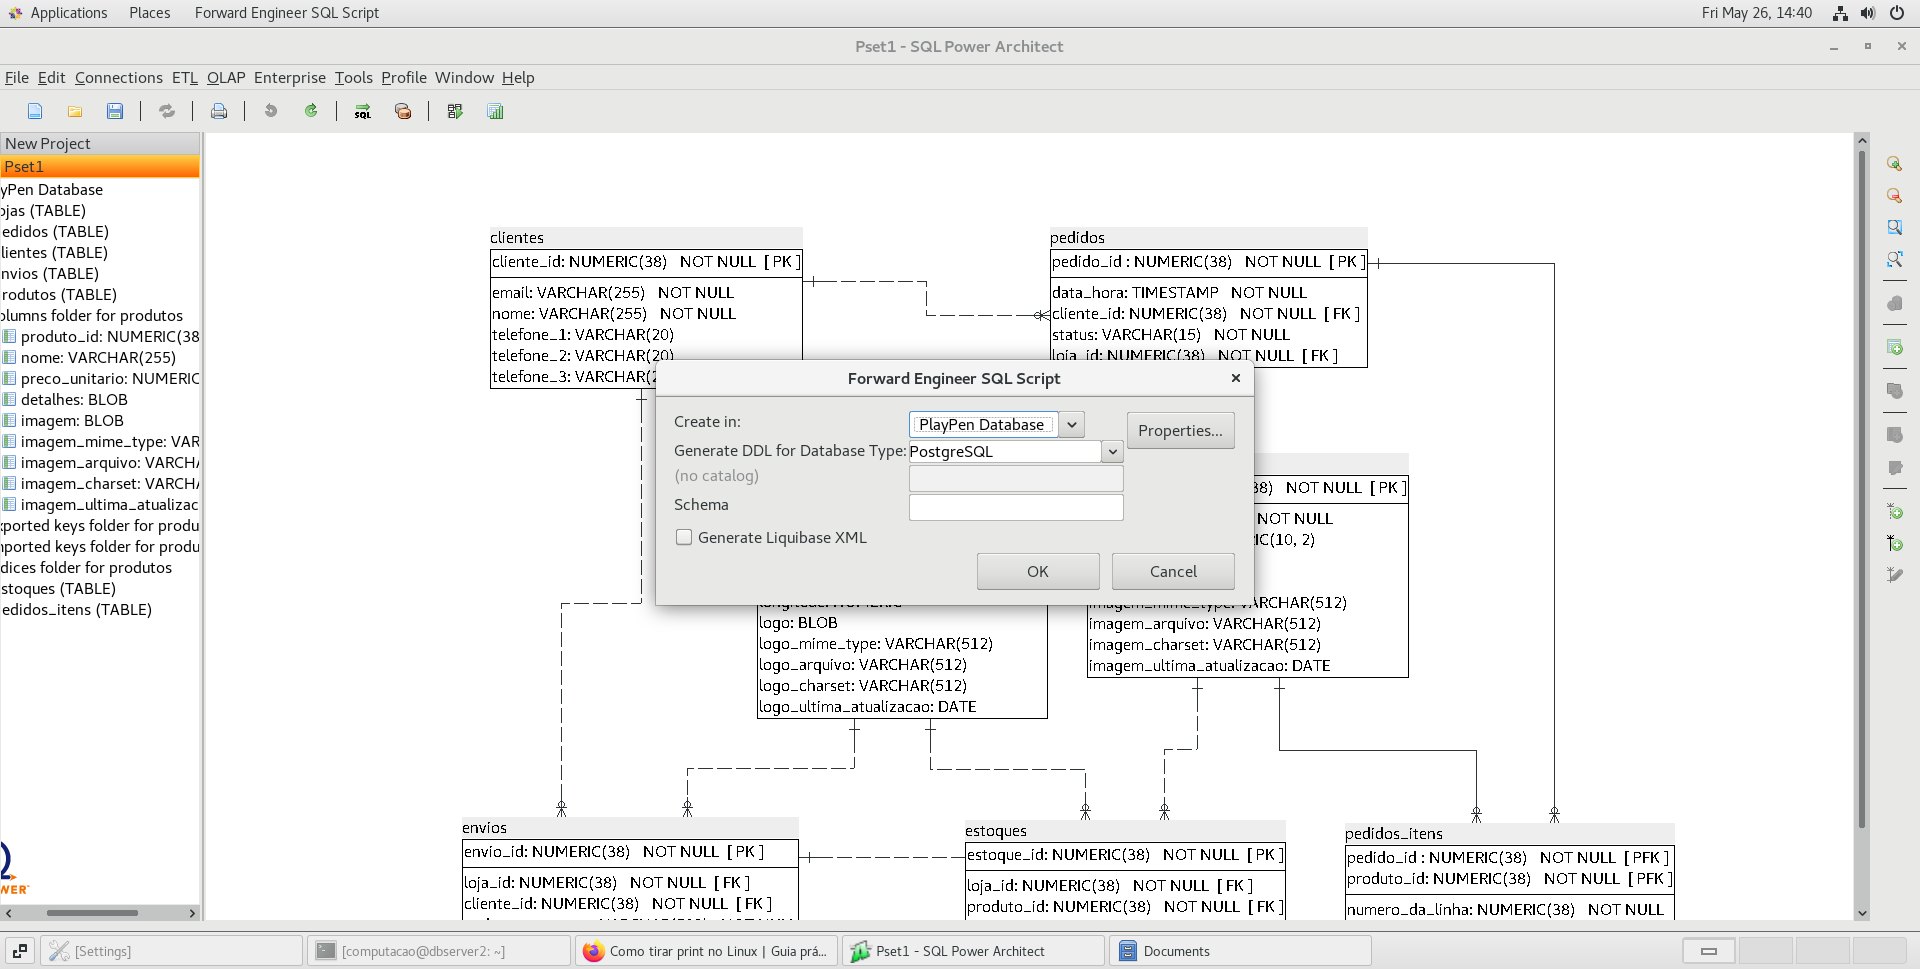 Applications Places Forward Engineer SQL Script Fri May 26, 14:40
Pset1 - SQL Power Architect
File Edit Connections ETL OLAP Enterprise Tools Profile Window Help
SQL
New Project
Pset1
yPen Database
ojas (TABLE)
edidos (TABLE)
lientes (TABLE)
nvios (TABLE)
rodutos (TABLE)
olumns folder for produtos
produto_id: NUMERIC(38
nome: VARCHAR(255)
preco_unitario: NUMERIC
detalhes: BLOB
imagem: BLOB
imagem_mime_type: VAR
imagem_arquivo: VARCHA
imagem_charset: VARCHA
imagem_ultima_atualizac
xported keys folder for produ
nported keys folder for produ
dices folder for produtos
stoques (TABLE)
edidos_itens (TABLE)
WER
clientes
cliente_id: NUMERIC(38) NOT NULL [ PK ]
email: VARCHAR(255) NOT NULL
nome: VARCHAR(255) NOT NULL
telefone_1: VARCHAR(20)
telefone_2: VARCHAR(20)
telefone_3: VARCHAR(2
pedidos
pedido_id : NUMERIC(38) NOT NULL [ PK ]
data_hora: TIMESTAMP NOT NULL
cliente_id: NUMERIC(38) NOT NULL [ FK ]
status: VARCHAR(15) NOT NULL
loja_id: NUMERIC(38) NOT NULL [ FK ]
Forward Engineer SQL Script
Create in: PlayPen Database Properties...
Generate DDL for Database Type: PostgreSQL
(no catalog)
Schema
Generate Liquibase XML
OK Cancel
38) NOT NULL [ PK ]
NOT NULL
IC(10, 2)
imagem_mime_type: VARCHAR(512)
imagem_arquivo: VARCHAR(512)
imagem_charset: VARCHAR(512)
imagem_ultima_atualizacao: DATE
longitude: NUMERIC
logo: BLOB
logo_mime_type: VARCHAR(512)
logo_arquivo: VARCHAR(512)
logo_charset: VARCHAR(512)
logo_ultima_atualizacao: DATE
envios
envio_id: NUMERIC(38) NOT NULL [ PK ]
loja_id: NUMERIC(38) NOT NULL [ FK ]
cliente_id: NUMERIC(38) NOT NULL [ FK ]
estoques
estoque_id: NUMERIC(38) NOT NULL [ PK ]
loja_id: NUMERIC(38) NOT NULL [ FK ]
produto_id: NUMERIC(38) NOT NULL [ FK ]
pedidos_itens
pedido_id : NUMERIC(38) NOT NULL [ PFK ]
produto_id: NUMERIC(38) NOT NULL [ PFK ]
numero_da_linha: NUMERIC(38) NOT NULL
[Settings] [computacao@dbserver2: ~] Como tirar print no Linux | Guia prá... Pset1 - SQL Power Architect Documents